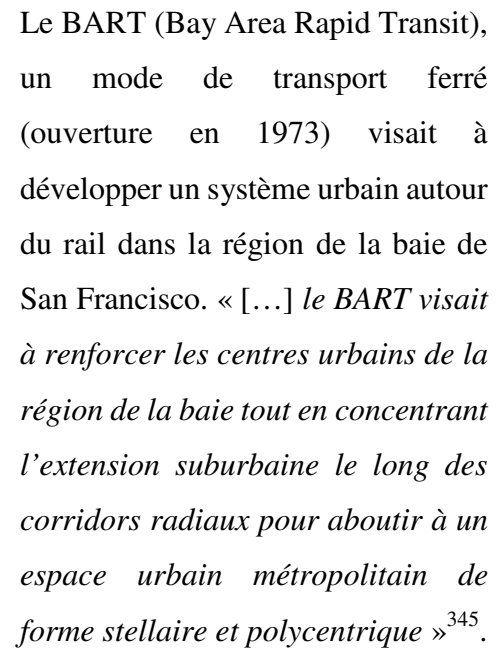 Le BART (Bay Area Rapid Transit),
un mode de transport ferré
(ouverture en 1973) visait à
développer un système urbain autour
du rail dans la région de la baie de
San Francisco. « […] le BART visait
à renforcer les centres urbains de la
région de la baie tout en concentrant
l’extension suburbaine le long des
corridors radiaux pour aboutir à un
espace urbain métropolitain de
forme stellaire et polycentrique »345.